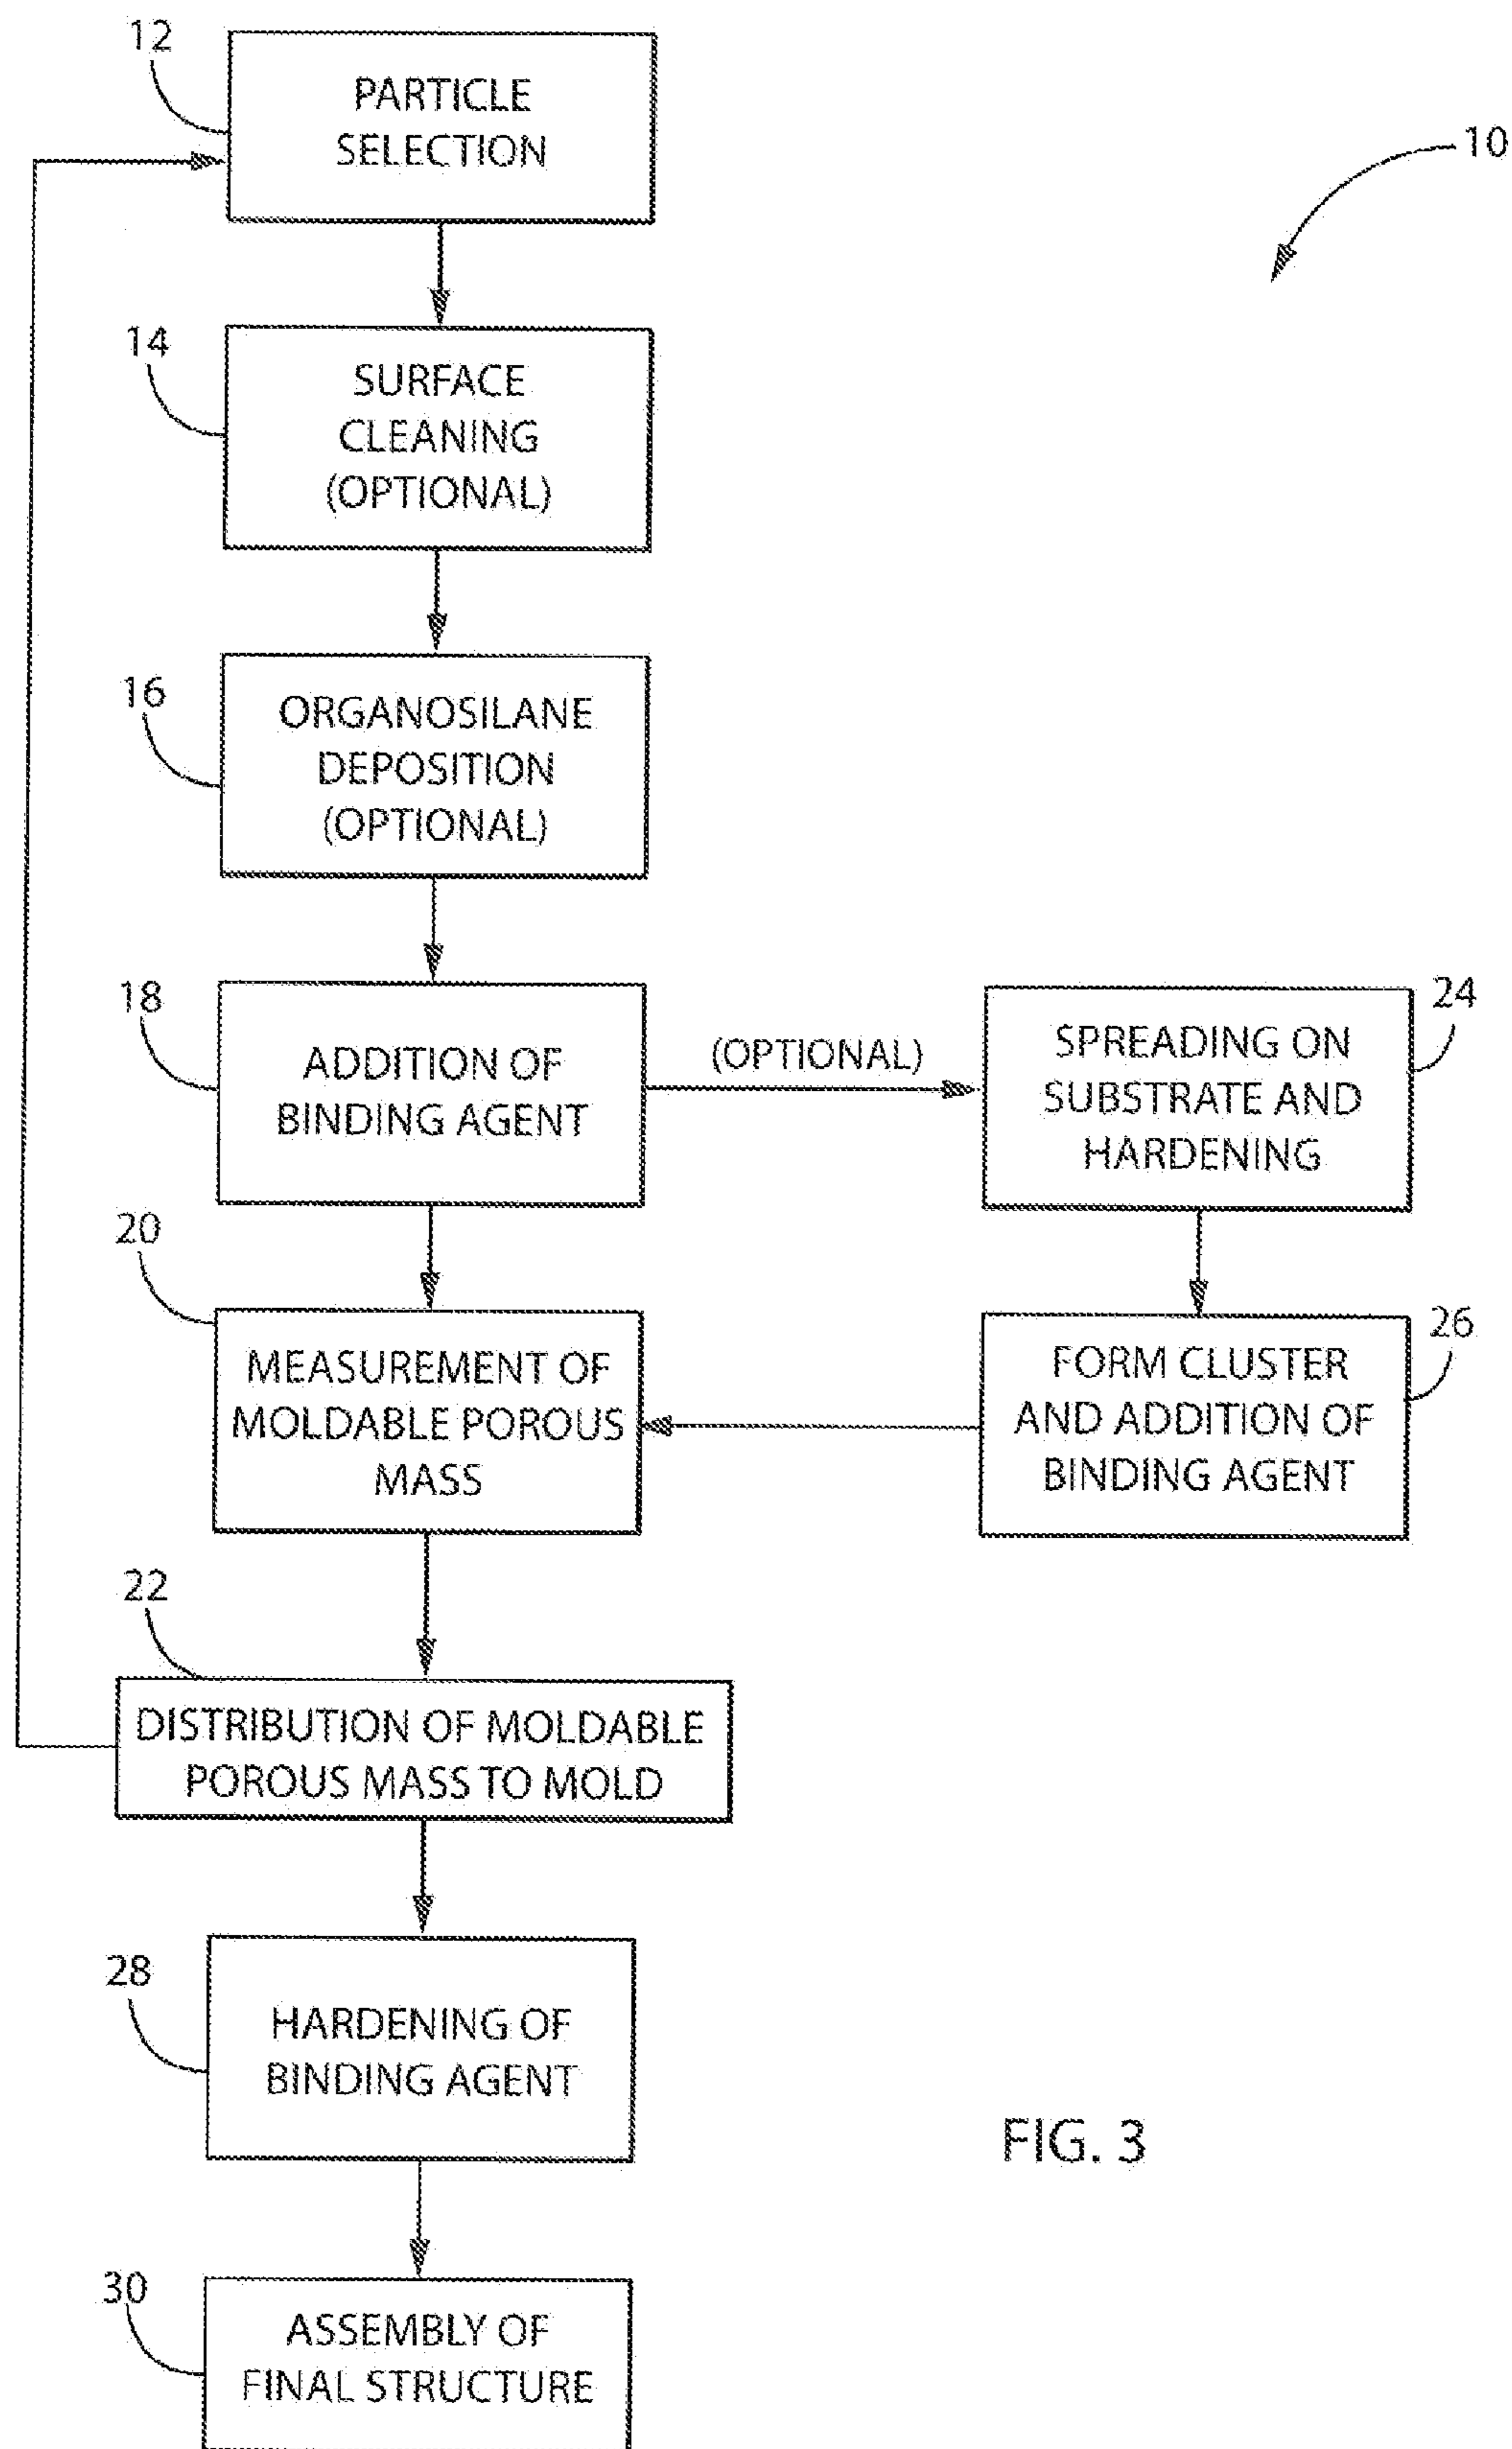 12
PARTICLE
SELECTION
10
14
SURFACE
CLEANING
(OPTIONAL)
16
ORGANOSILANE
DEPOSITION
(OPTIONAL)
18
ADDITION OF
BINDING AGENT
(OPTIONAL)
24
SPREADING ON
SUBSTRATE AND
HARDENING
20
MEASUREMENT OF
MOLDABLE POROUS
MASS
26
FORM CLUSTER
AND ADDITION OF
BINDING AGENT
22
DISTRIBUTION OF MOLDABLE
POROUS MASS TO MOLD
28
HARDENING OF
BINDING AGENT
FIG. 3
30
ASSEMBLY OF
FINAL STRUCTURE